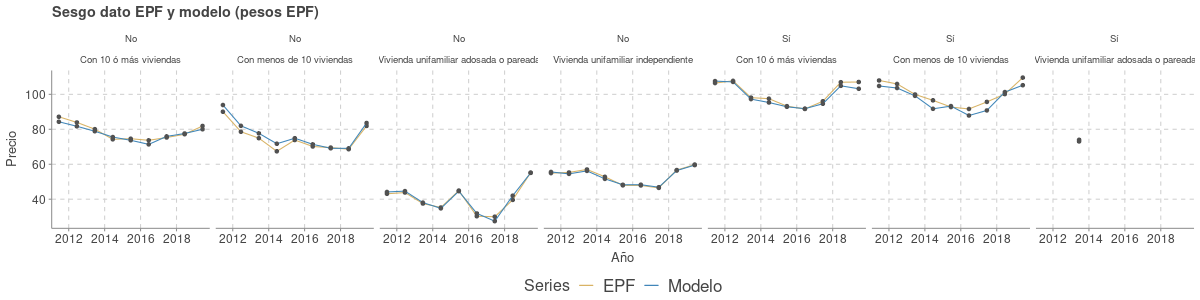 Sesgo dato EPF y modelo (pesos EPF)
No No No No Sí Sí Sí
Con 10 ó más viviendas Con menos de 10 viviendas Vivienda unifamiliar adosada o pareada Vivienda unifamiliar independiente Con 10 ó más viviendas Con menos de 10 viviendas Vivienda unifamiliar adosada o pareada
100
80
60
40
Precio
2012 2014 2016 2018 2012 2014 2016 2018 2012 2014 2016 2018 2012 2014 2016 2018 2012 2014 2016 2018 2012 2014 2016 2018 2012 2014 2016 2018
Año
Series EPF Modelo